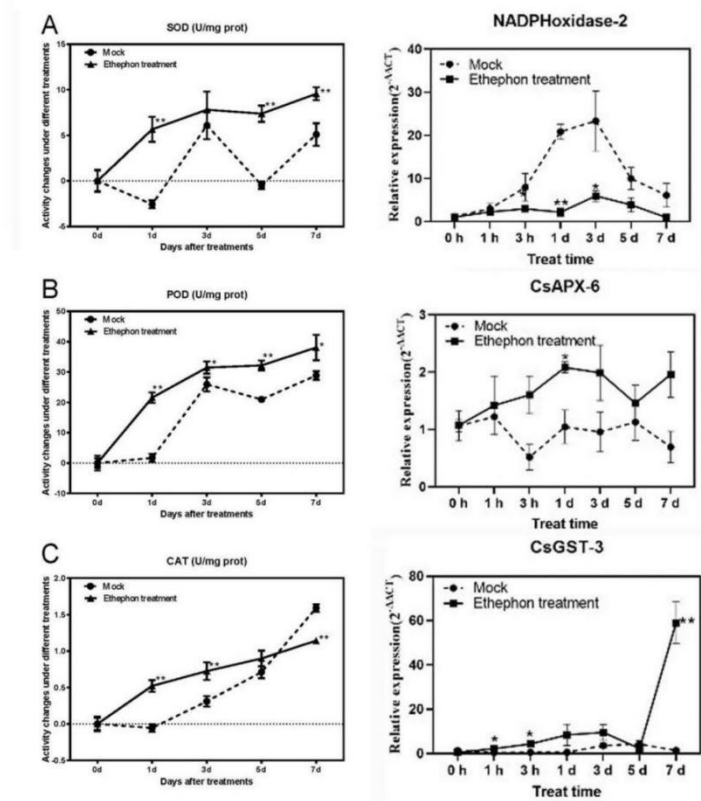 A
SOD (U/mg prot)
Mock
Ethephon treatment
Activity changes under different treatments
10
5
0
-5
**
**
**
0d 1d 3d 5d 7d
Days after treatments
NADPHoxidase-2
Mock
Ethephon treatment
Relative expression(2^-ΔΔCT)
40
30
20
10
0
*
**
*
0 h 1 h 3 h 1 d 3 d 5 d 7 d
Treat time
B
POD (U/mg prot)
Mock
Ethephon treatment
Activity changes under different treatments
50
40
30
20
10
0
-10
**
*
**
*
0d 1d 3d 5d 7d
Days after treatments
CsAPX-6
Mock
Ethephon treatment
Relative expression(2^-ΔΔCT)
3
2
1
0
*
0 h 1 h 3 h 1 d 3 d 5 d 7 d
Treat time
C
CAT (U/mg prot)
Mock
Ethephon treatment
Activity changes under different treatments
2.0
1.5
1.0
0.5
0.0
-0.5
**
**
**
0d 1d 3d 5d 7d
Days after treatments
CsGST-3
Mock
Ethephon treatment
Relative expression(2^-ΔΔCT)
80
60
40
20
0
*
*
**
0 h 1 h 3 h 1 d 3 d 5 d 7 d
Treat time